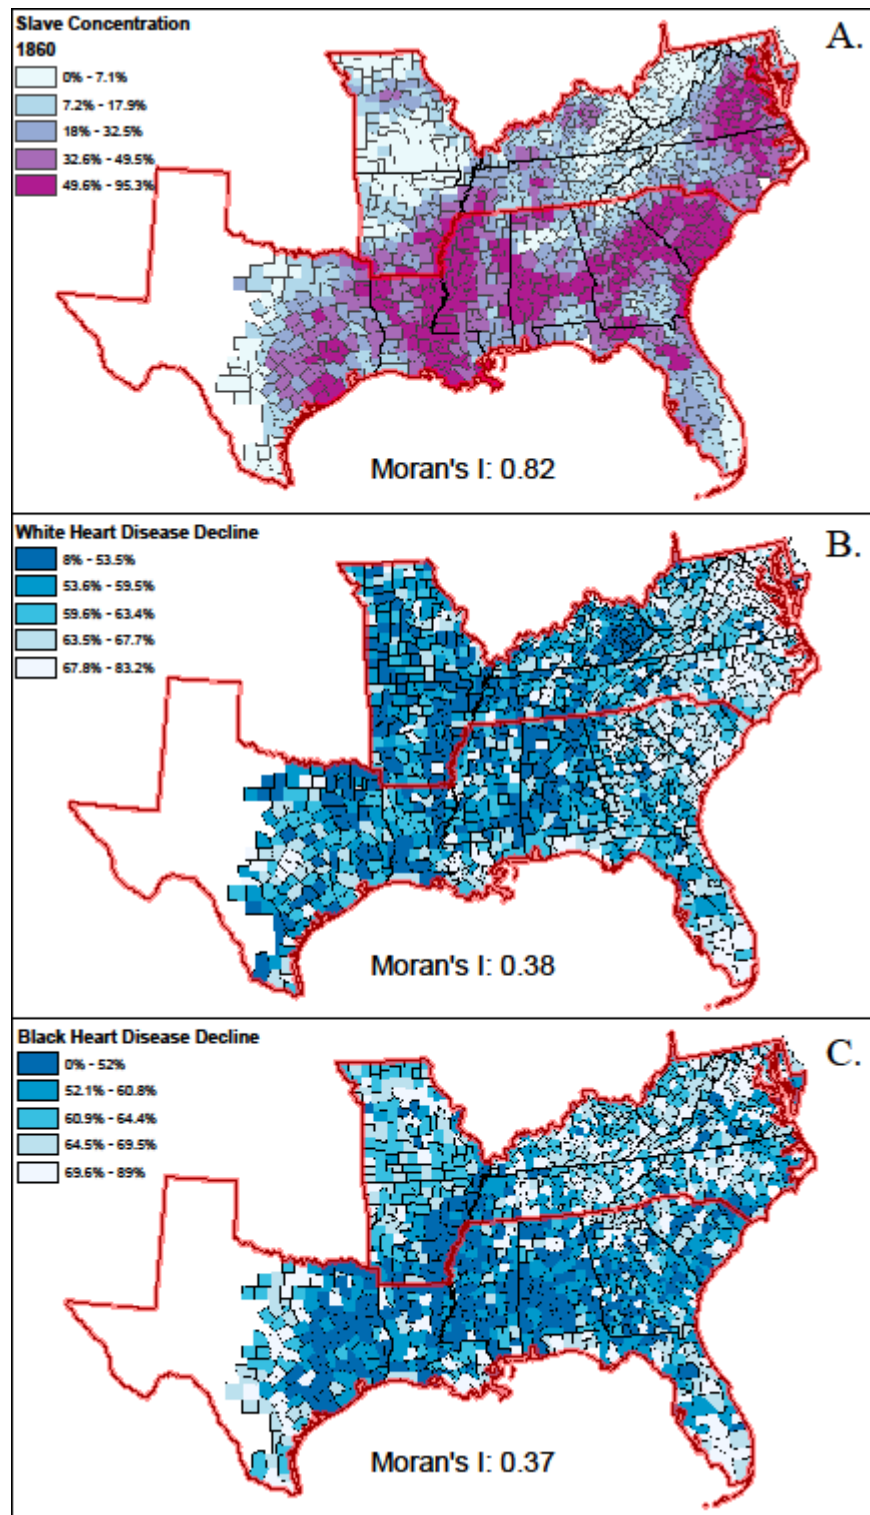 Slave Concentration
A.
1860
0% - 7.1%
7.2% - 17.9%
18% - 32.5%
32.6% - 49.5%
49.6% - 95.3%
Moran's I: 0.82
White Heart Disease Decline
B.
8% - 53.5%
53.6% - 59.5%
59.6% - 63.4%
63.5% - 67.7%
67.8% - 83.2%
Moran's I: 0.38
Black Heart Disease Decline
C.
0% - 52%
52.1% - 60.8%
60.9% - 64.4%
64.5% - 69.5%
69.6% - 89%
Moran's I: 0.37